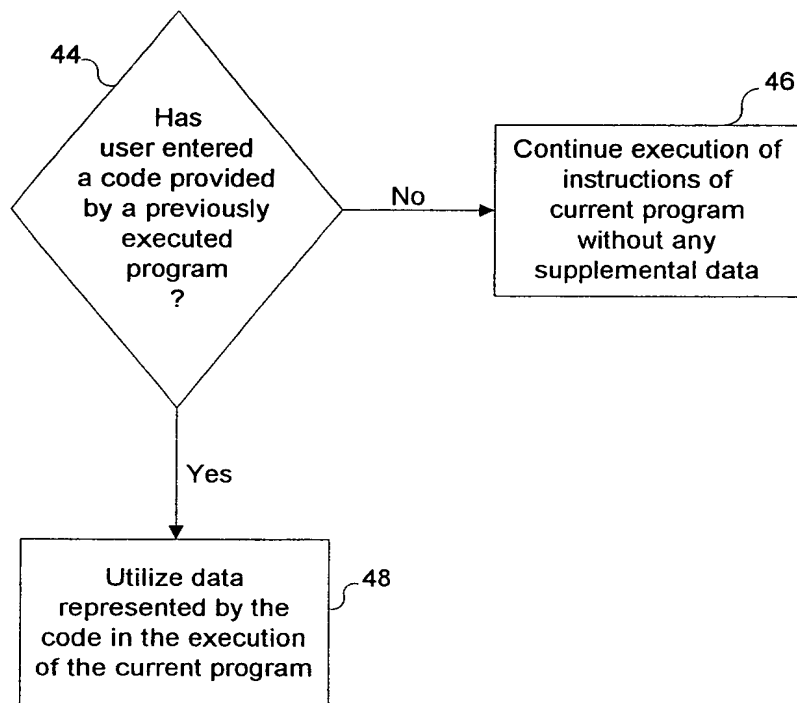 44
Has
user entered
a code provided
by a previously
executed
program
?
No
46
Continue execution of
instructions of
current program
without any
supplemental data
Yes
Utilize data
represented by the
code in the execution
of the current program
48